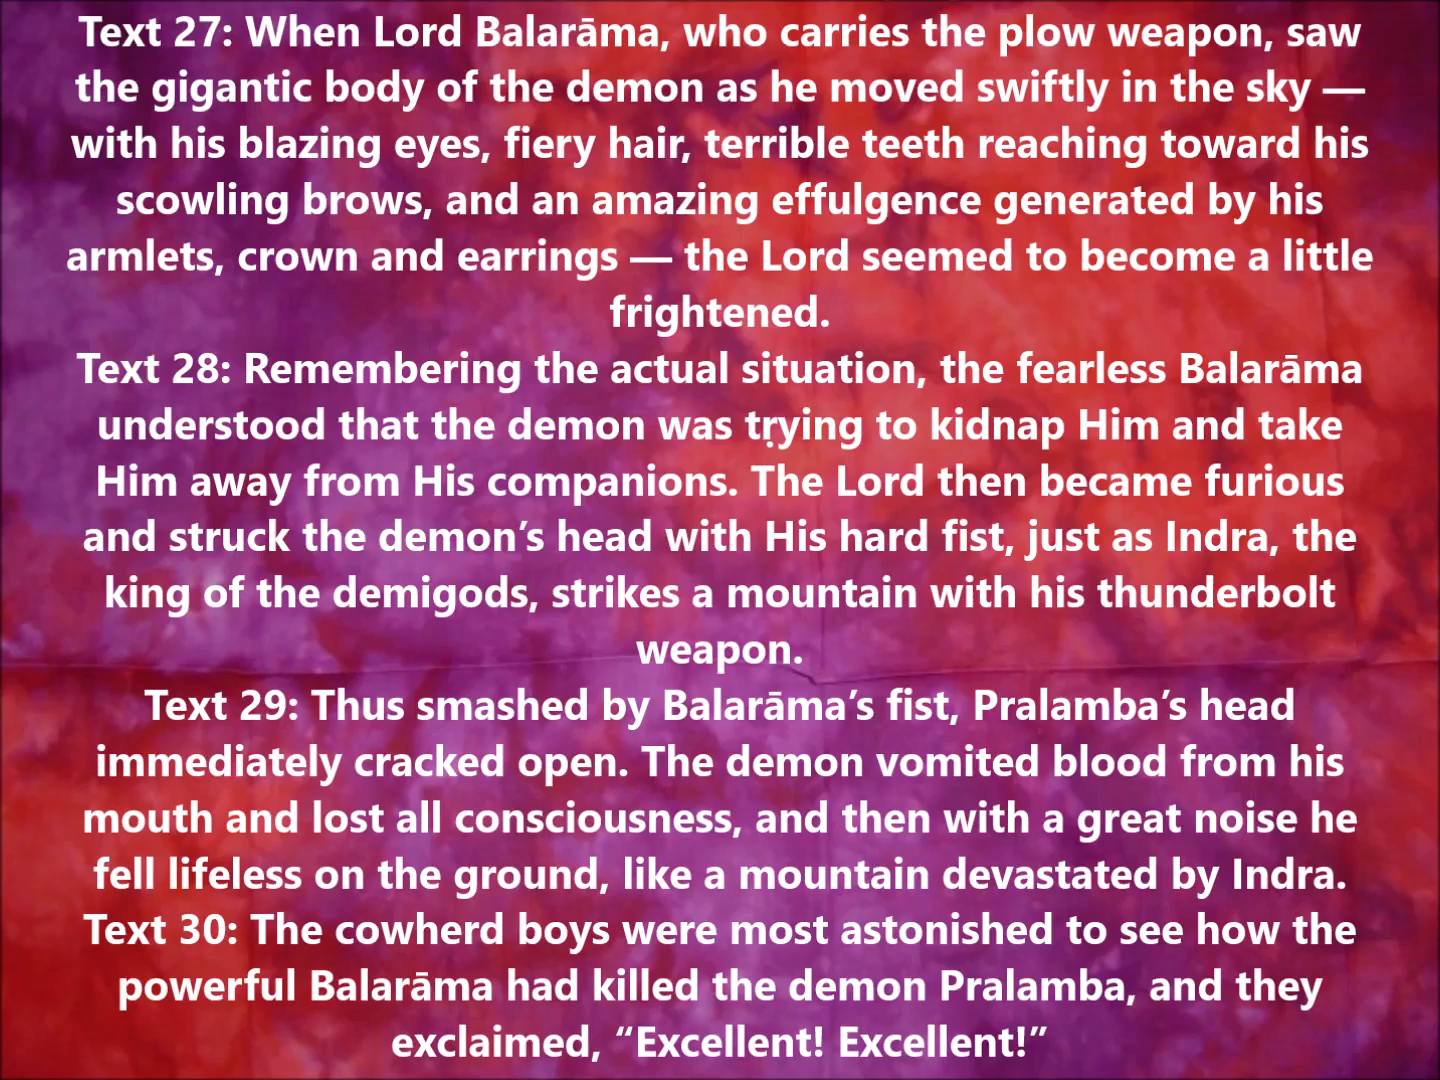 Text 27: When Lord Balarāma, who carries the plow weapon, saw
the gigantic body of the demon as he moved swiftly in the sky —
with his blazing eyes, fiery hair, terrible teeth reaching toward his
scowling brows, and an amazing effulgence generated by his
armlets, crown and earrings — the Lord seemed to become a little
frightened.
Text 28: Remembering the actual situation, the fearless Balarāma
understood that the demon was tṛying to kidnap Him and take
Him away from His companions. The Lord then became furious
and struck the demon’s head with His hard fist, just as Indra, the
king of the demigods, strikes a mountain with his thunderbolt
weapon.
Text 29: Thus smashed by Balarāma’s fist, Pralamba’s head
immediately cracked open. The demon vomited blood from his
mouth and lost all consciousness, and then with a great noise he
fell lifeless on the ground, like a mountain devastated by Indra.
Text 30: The cowherd boys were most astonished to see how the
powerful Balarāma had killed the demon Pralamba, and they
exclaimed, “Excellent! Excellent!”